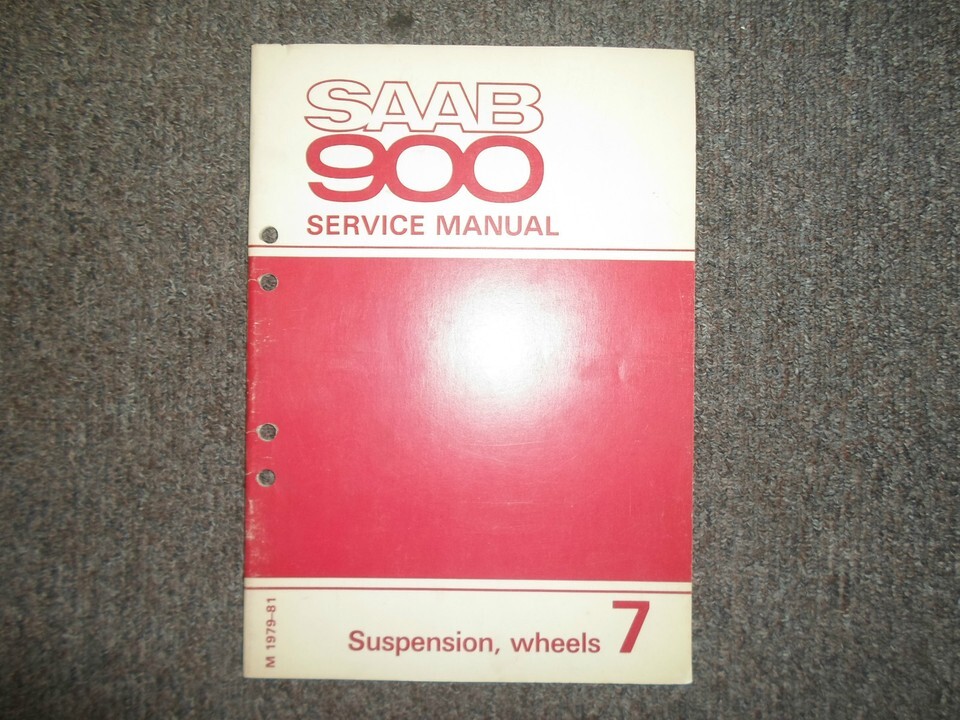 SAAB
900
SERVICE MANUAL
M 1979-81
Suspension, wheels 7